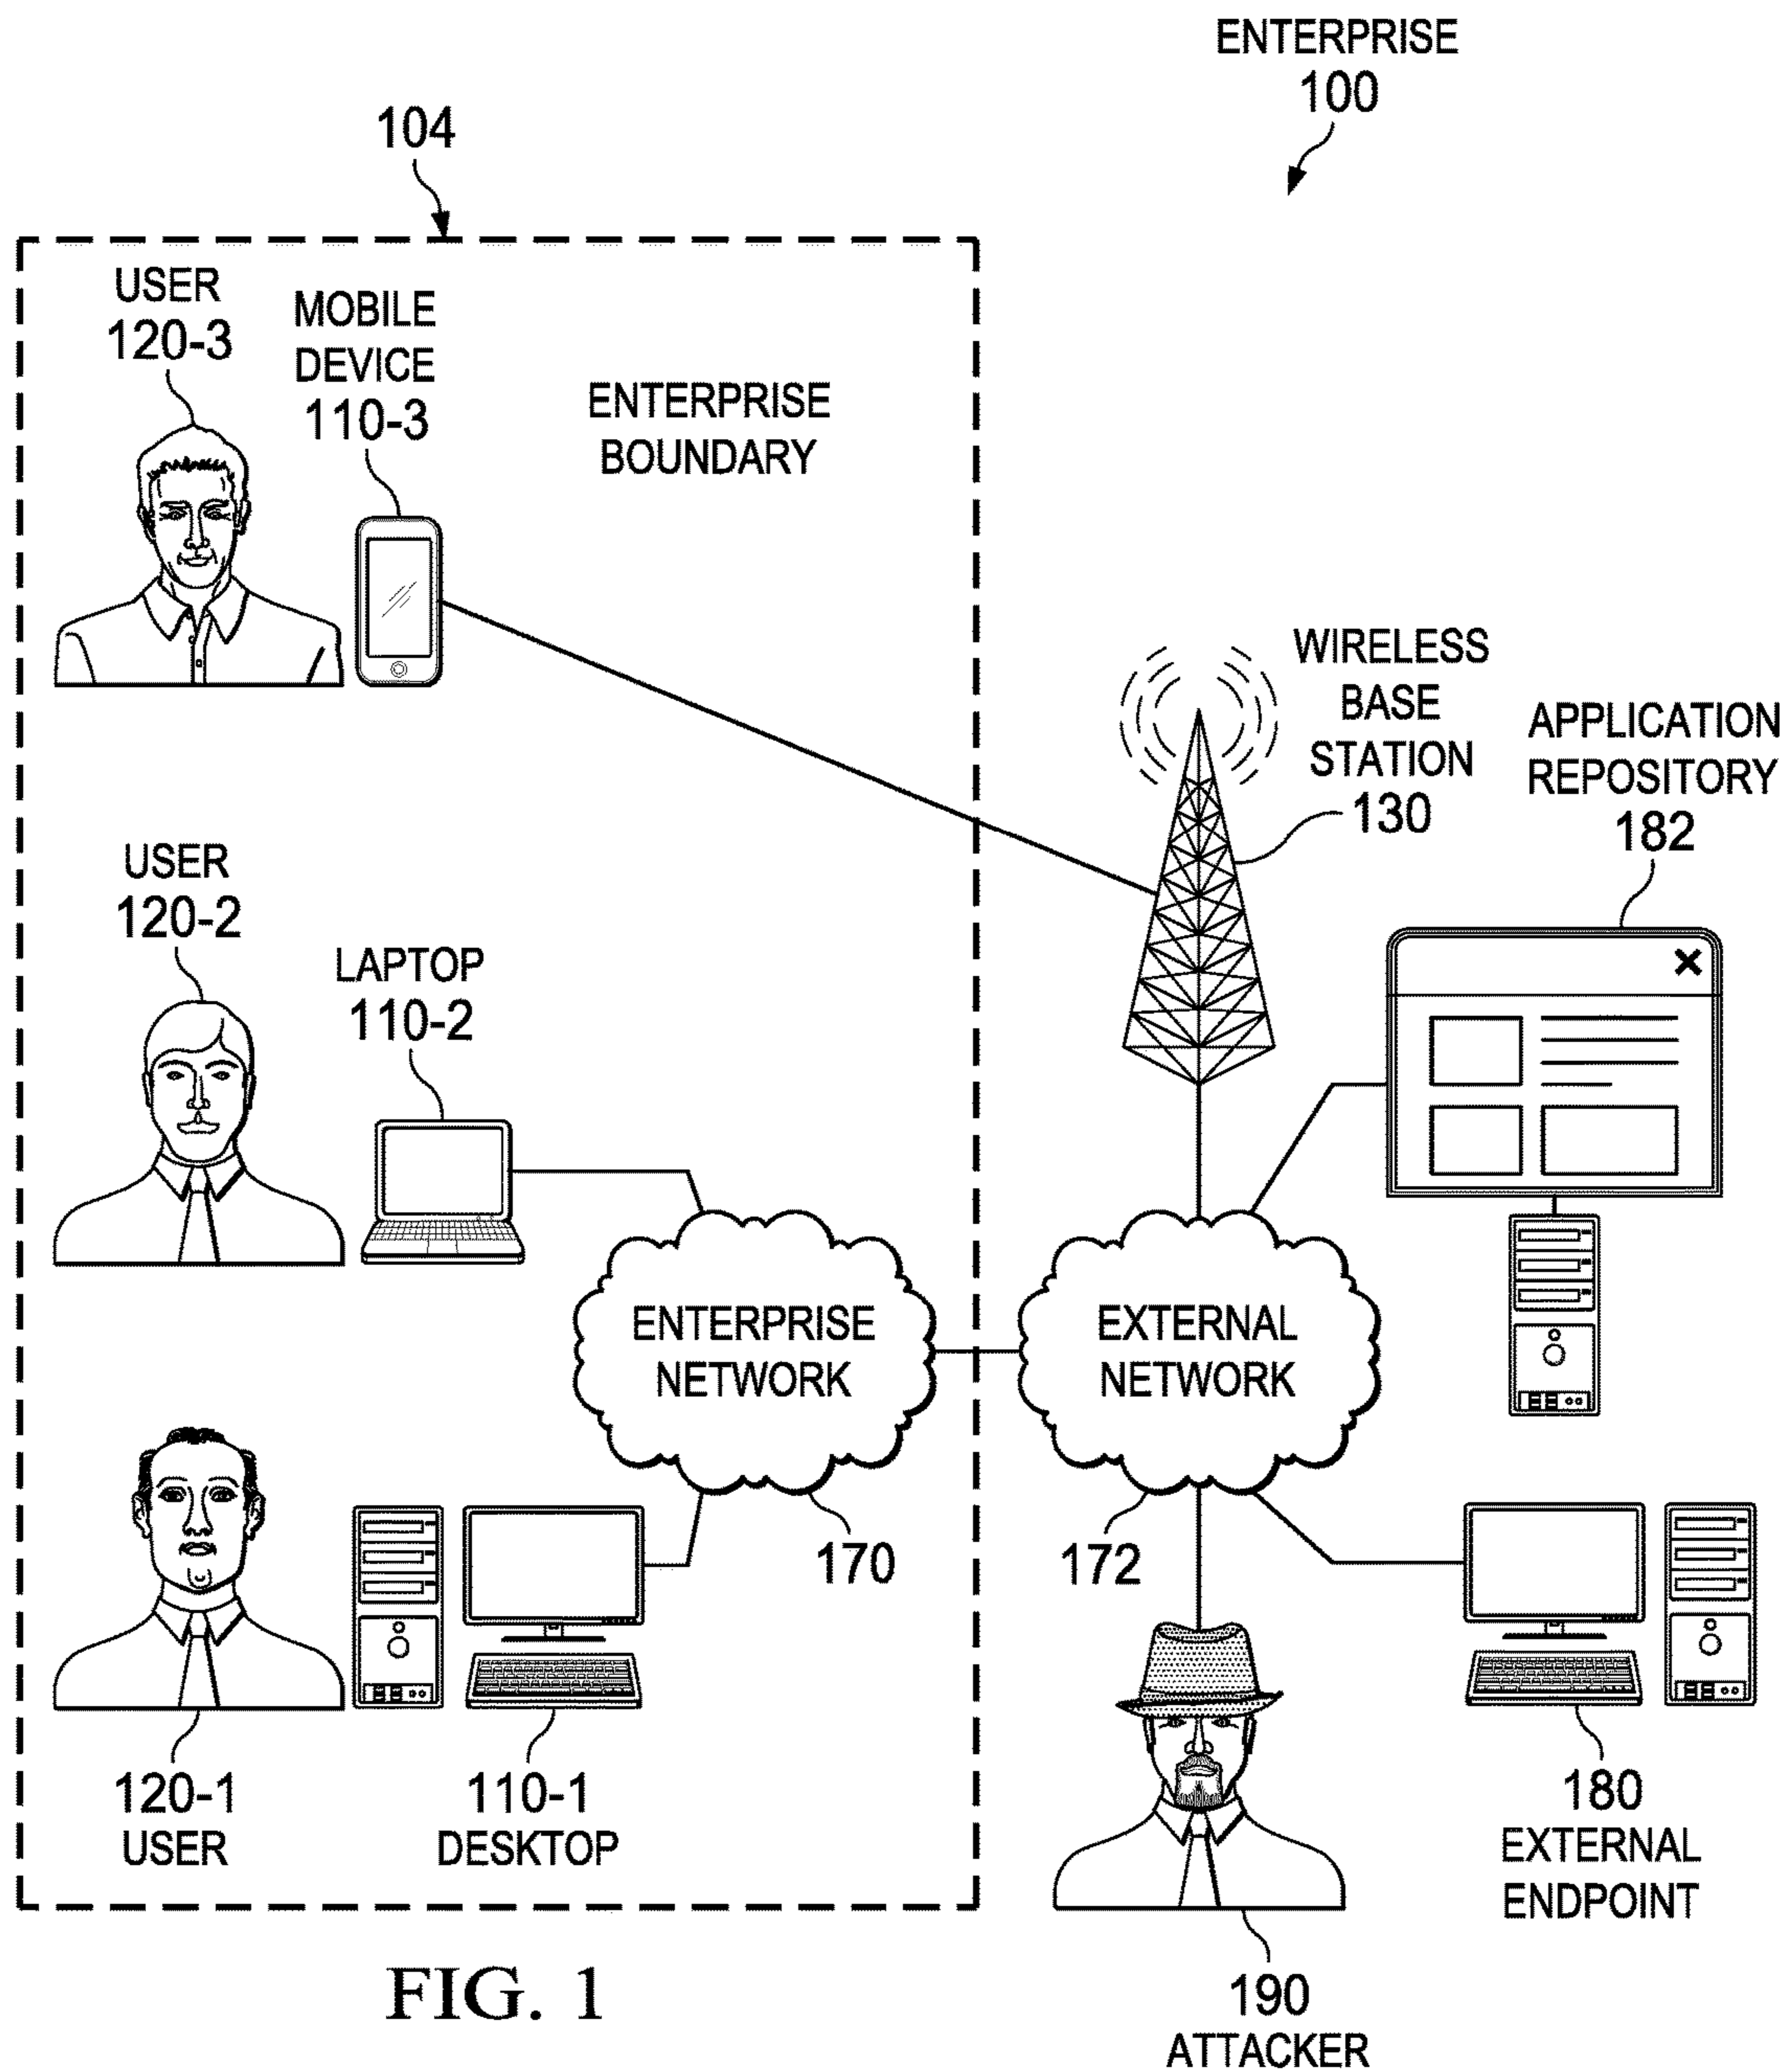 ENTERPRISE
100
104
USER
120-3
MOBILE
DEVICE
110-3
ENTERPRISE
BOUNDARY
WIRELESS
BASE
STATION
130
APPLICATION
REPOSITORY
182
USER
120-2
LAPTOP
110-2
ENTERPRISE
NETWORK
EXTERNAL
NETWORK
170
172
120-1
USER
110-1
DESKTOP
180
EXTERNAL
ENDPOINT
190
ATTACKER
FIG. 1